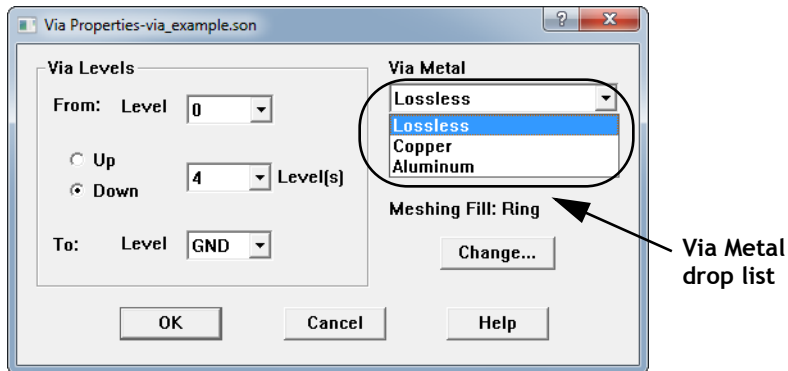 Via Properties-via_example.son
?
Via Levels
From: Level 0
Up
Down
4 Level(s)
To: Level GND
Via Metal
Lossless
Lossless
Copper
Aluminum
Meshing Fill: Ring
Change...
OK Cancel Help
Via Metal
drop list